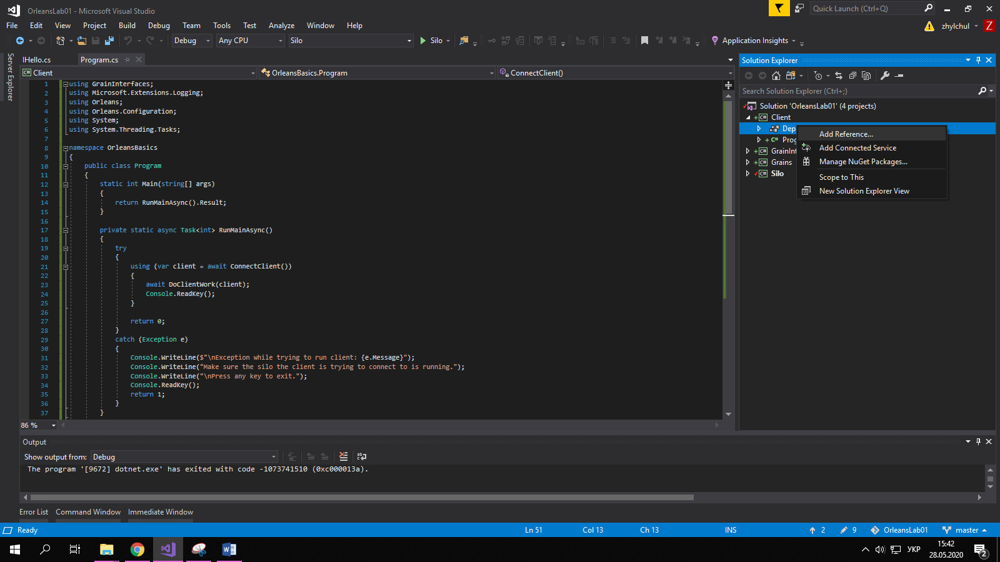 OrleansLab01 - Microsoft Visual Studio
Quick Launch (Ctrl+Q)
File Edit View Project Build Debug Team Tools Test Analyze Window Help
zhylchul Z
Debug Any CPU Silo Silo Application Insights
Server Explorer
IHello.cs Program.cs
Client OrleansBasics.Program ConnectClient()
1 using GrainInterfaces;
2 using Microsoft.Extensions.Logging;
3 using Orleans;
4 using Orleans.Configuration;
5 using System;
6 using System.Threading.Tasks;
7
8 namespace OrleansBasics
9 {
10 public class Program
11 {
12 static int Main(string[] args)
13 {
14 return RunMainAsync().Result;
15 }
16
17 private static async Task<int> RunMainAsync()
18 {
19 try
20 {
21 using (var client = await ConnectClient())
22 {
23 await DoClientWork(client);
24 Console.ReadKey();
25 }
26
27 return 0;
28 }
29 catch (Exception e)
30 {
31 Console.WriteLine($"\nException while trying to run client: {e.Message}");
32 Console.WriteLine("Make sure the silo the client is trying to connect to is running.");
33 Console.WriteLine("\nPress any key to exit.");
34 Console.ReadKey();
35 return 1;
36 }
37 }
86 %
Solution Explorer
Search Solution Explorer (Ctrl+;)
Solution 'OrleansLab01' (4 projects)
Client
Dep
Prog
GrainInt
Grains
Silo
Add Reference...
Add Connected Service
Manage NuGet Packages...
Scope to This
New Solution Explorer View
Output
Show output from: Debug
The program '[9672] dotnet.exe' has exited with code -1073741510 (0xc000013a).
Error List Command Window Immediate Window
Ready Ln 51 Col 13 Ch 13 INS 2 9 OrleansLab01 master
УКР
15:42
28.05.2020
2